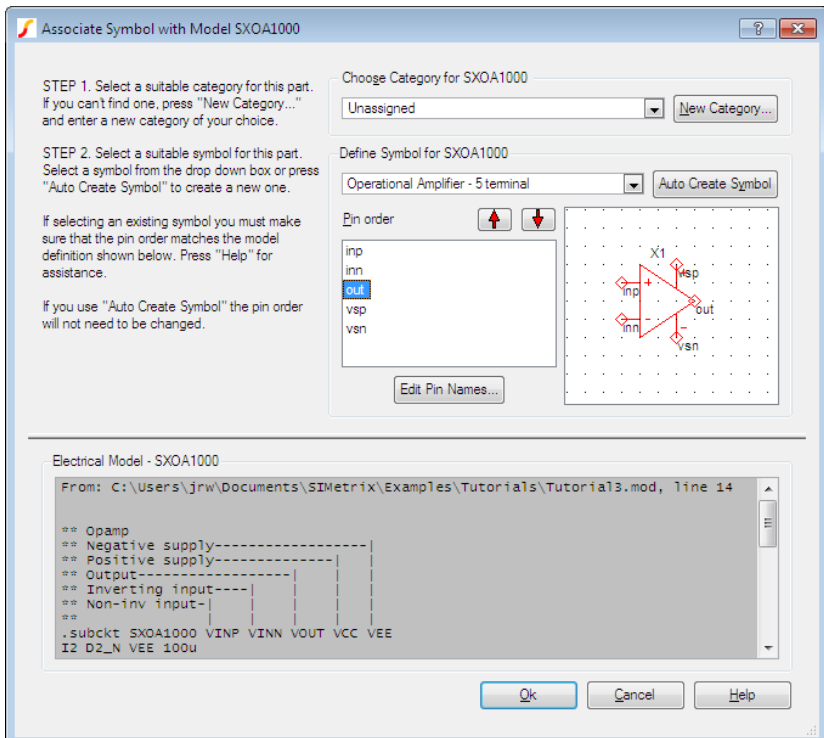 Associate Symbol with Model SXOA1000
STEP 1. Select a suitable category for this part.
If you can't find one, press "New Category..."
and enter a new category of your choice.
STEP 2. Select a suitable symbol for this part.
Select a symbol from the drop down box or press
"Auto Create Symbol" to create a new one.
If selecting an existing symbol you must make
sure that the pin order matches the model
definition shown below. Press "Help" for
assistance.
If you use "Auto Create Symbol" the pin order
will not need to be changed.
Choose Category for SXOA1000
Unassigned
New Category...
Define Symbol for SXOA1000
Operational Amplifier - 5 terminal
Auto Create Symbol
Pin order
inp
inn
out
vsp
vsn
Edit Pin Names...
X1
vsp
inp
+
out
inn
-
-
vsn
Electrical Model - SXOA1000
From: C:\Users\jrw\Documents\SIMetrix\Examples\Tutorials\Tutorial3.mod, line 14
** Opamp
** Negative supply------------------|
** Positive supply--------------|   |
** Output------------------|    |   |
** Inverting input----|    |    |   |
** Non-inv input-|    |    |    |   |
**               |    |    |    |   |
.subckt SXOA1000 VINP VINN VOUT VCC VEE
I2 D2_N VEE 100u
Ok
Cancel
Help